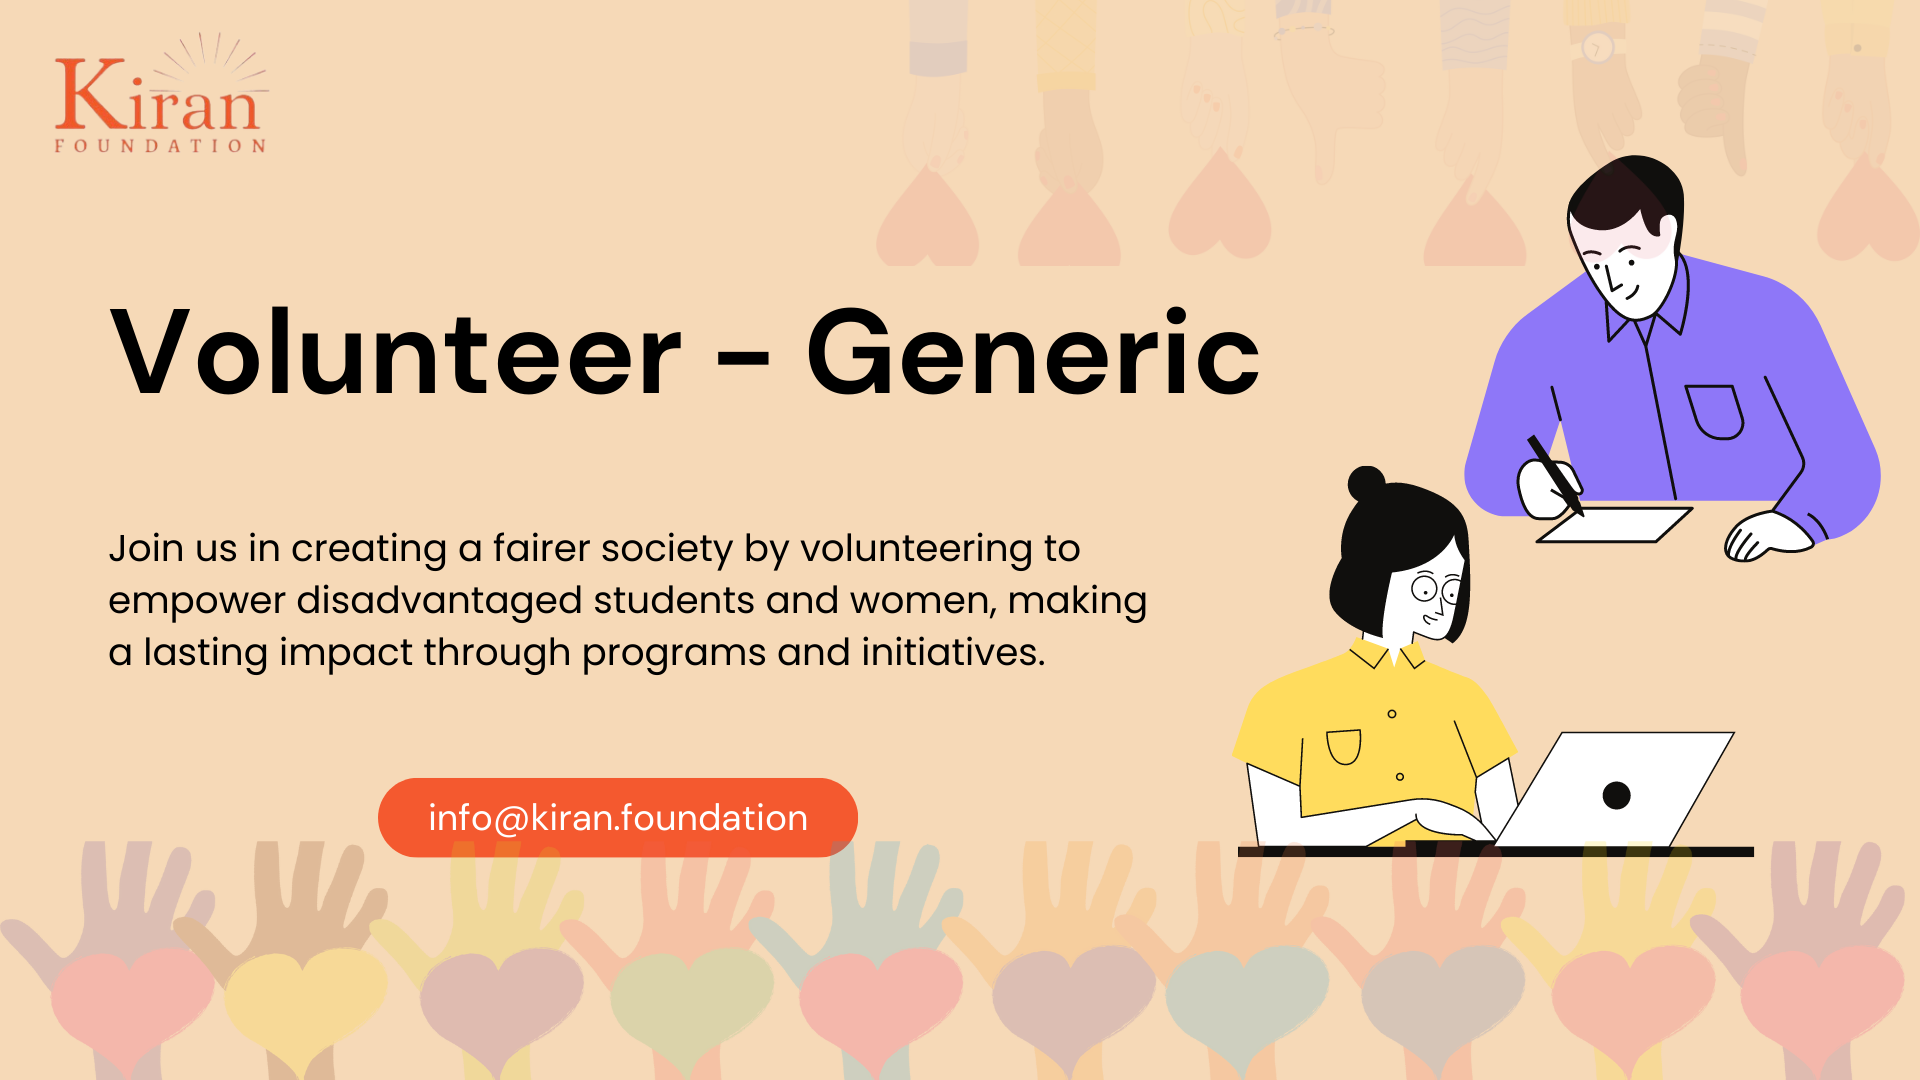 Kiran
FOUNDATION
Volunteer - Generic
Join us in creating a fairer society by volunteering to
empower disadvantaged students and women, making
a lasting impact through programs and initiatives.
info@kiran.foundation